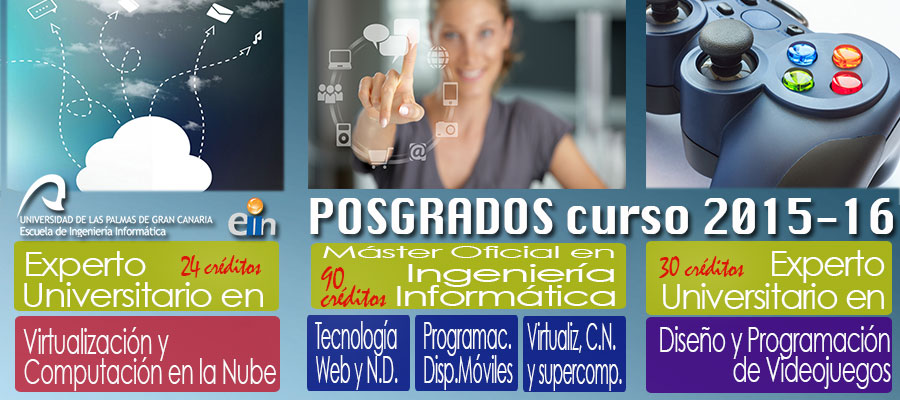 UNIVERSIDAD DE LAS PALMAS DE GRAN CANARIA
Escuela de Ingeniería Informática
eiin
POSGRADOS curso 2015-16
Experto 24 créditos
Universitario en
Virtualización y
Computación en la Nube
Máster Oficial en
90 créditos
Ingeniería
Informática
Tecnología
Web y N.D.
Programac.
Disp.Móviles
Virtualiz, C.N.
y supercomp.
30 créditos Experto
Universitario en
Diseño y Programación
de Videojuegos